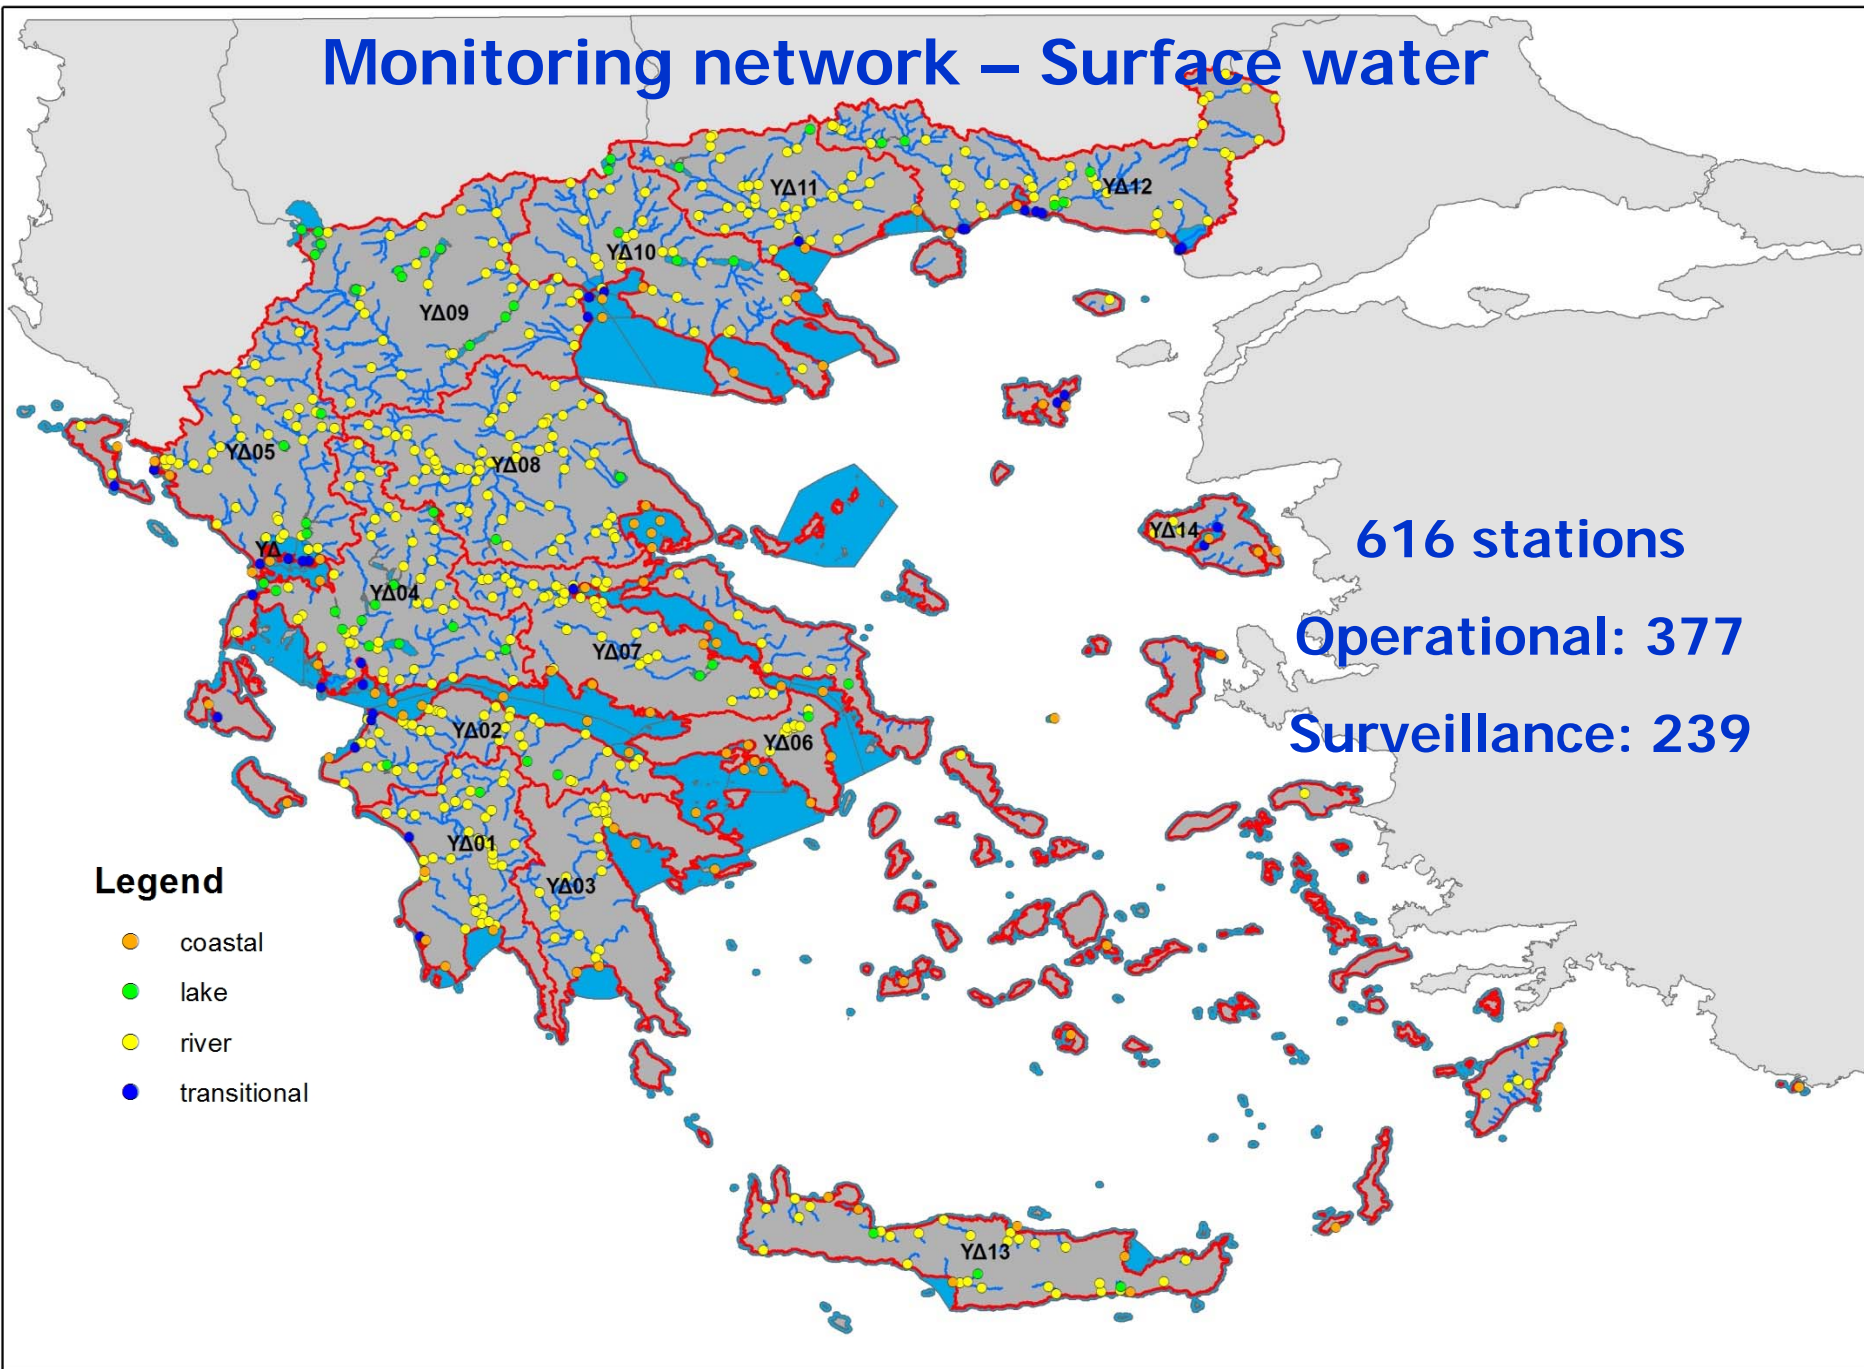 Monitoring network – Surface water
ΥΔ11
ΥΔ12
ΥΔ10
ΥΔ09
ΥΔ05
ΥΔ08
ΥΔ14
616 stations
ΥΔ
ΥΔ04
Operational: 377
ΥΔ07
ΥΔ02
ΥΔ06
Surveillance: 239
ΥΔ01
ΥΔ03
Legend
coastal
lake
river
transitional
ΥΔ13